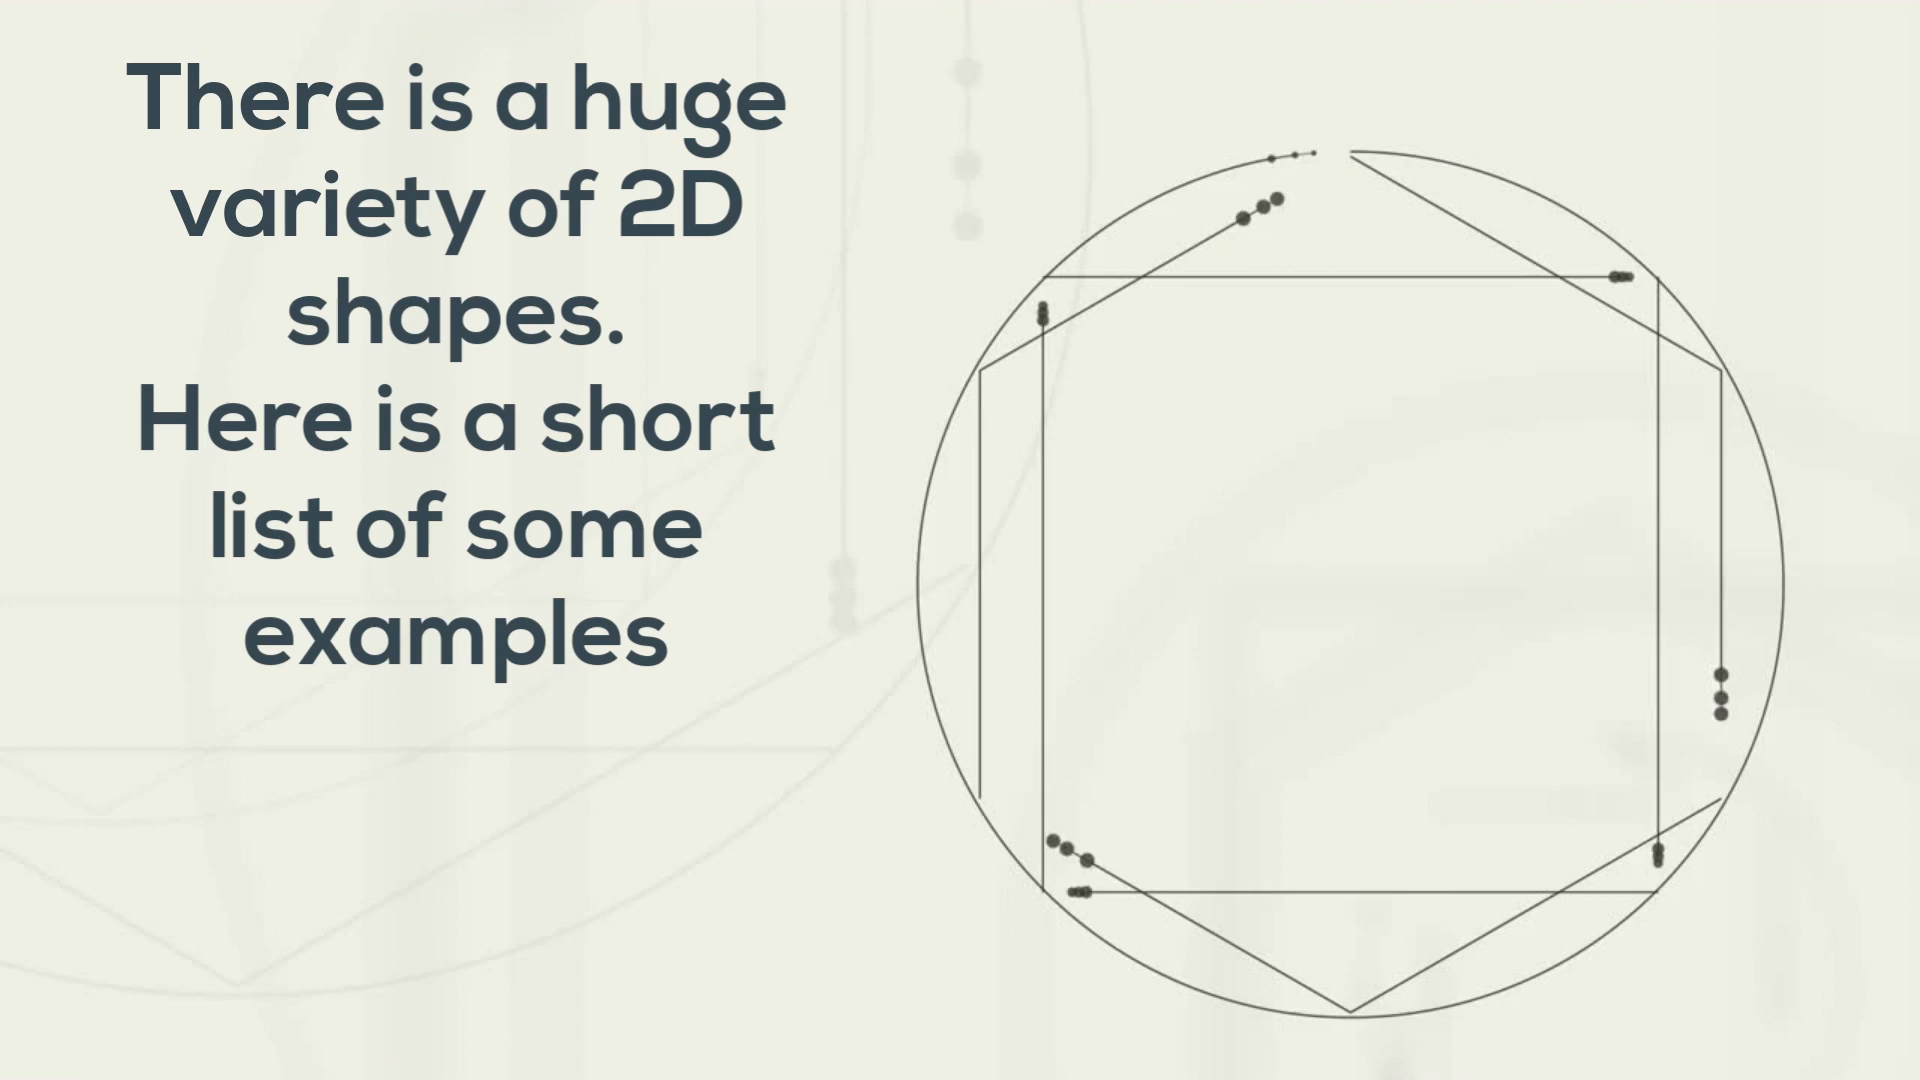 There is a huge
variety of 2D
shapes.
Here is a short
list of some
examples